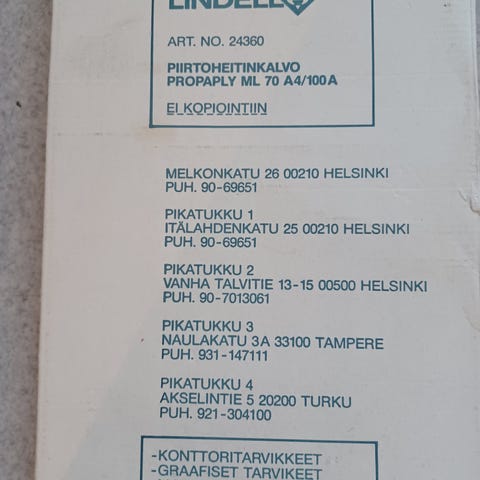 LINDELL
ART. NO. 24360
PIIRTOHEITINKALVO
PROPAPLY ML 70 A4/100 A
EI KOPIOINTIIN
MELKONKATU 26 00210 HELSINKI
PUH. 90-69651
PIKATUKKU 1
ITÄLAHDENKATU 25 00210 HELSINKI
PUH. 90-69651
PIKATUKKU 2
VANHA TALVITIE 13-15 00500 HELSINKI
PUH. 90-7013061
PIKATUKKU 3
NAULAKATU 3 A 33100 TAMPERE
PUH. 931-147111
PIKATUKKU 4
AKSELINTIE 5 20200 TURKU
PUH. 921-304100
-KONTTORITARVIKKEET
-GRAAFISET TARVIKEET